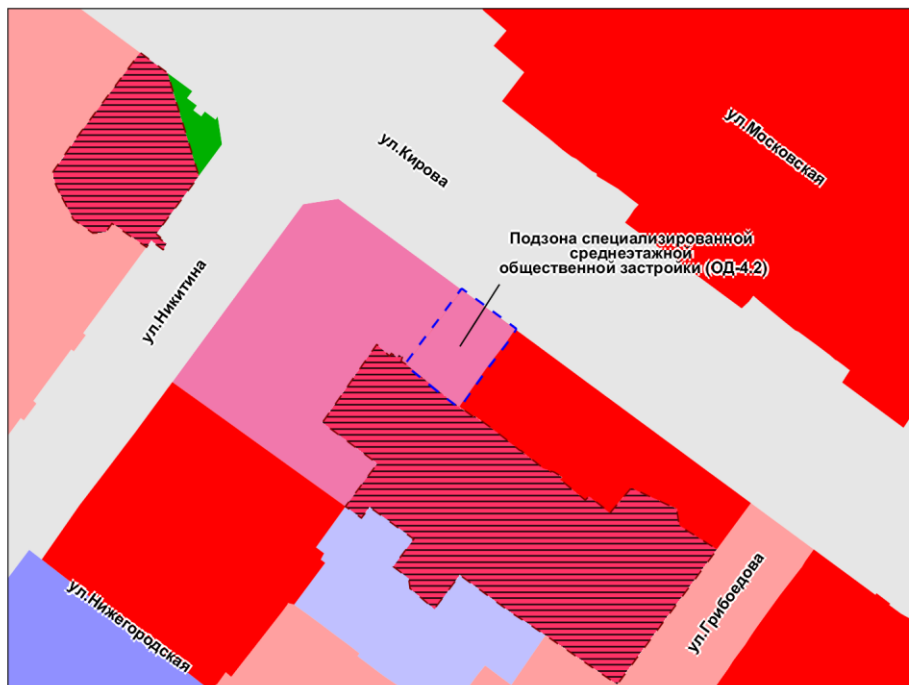 ул.Московская
ул.Кирова
Подзона специализированной
среднеэтажной
общественной застройки (ОД-4.2)
ул.Никитина
ул.Грибоедова
ул.Нижегородская